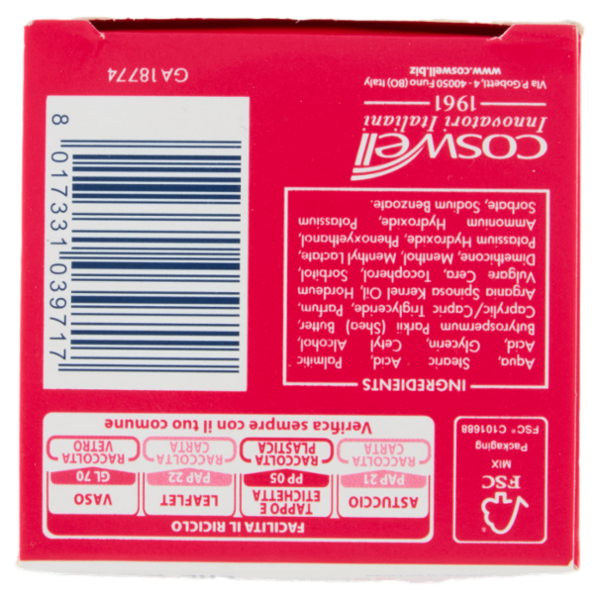 FACILITA IL RICICLO
ASTUCCIO
PAP 21
RACCOLTA
CARTA
TAPPO E
ETICHETTA
PP 05
RACCOLTA
PLASTICA
LEAFLET
PAP 22
RACCOLTA
CARTA
VASO
GL 70
RACCOLTA
VETRO
Verifica sempre con il tuo comune
FSC
MIX
Packaging
FSC® C101688
INGREDIENTS
Aqua, Stearic Acid, Palmitic
Acid, Glycerin, Cetyl Alcohol,
Butyrospermum Parkii (Shea) Butter,
Caprylic/ Capric Triglyceride, Parfum,
Argania Spinosa Kernel Oil, Hordeum
Vulgare Cera, Tocopherol, Sorbitol,
Dimethicone, Menthol, Menthyl Lactate,
Potassium Hydroxide, Phenoxyethanol,
Ammonium Hydroxide, Potassium
Sorbate, Sodium Benzoate.
coswell
Innovatori Italiani
1961
Via P. Gobetti, 4 - 40050 Funo (BO) Italy
www.coswell.biz
8 017331 039717
GA18774